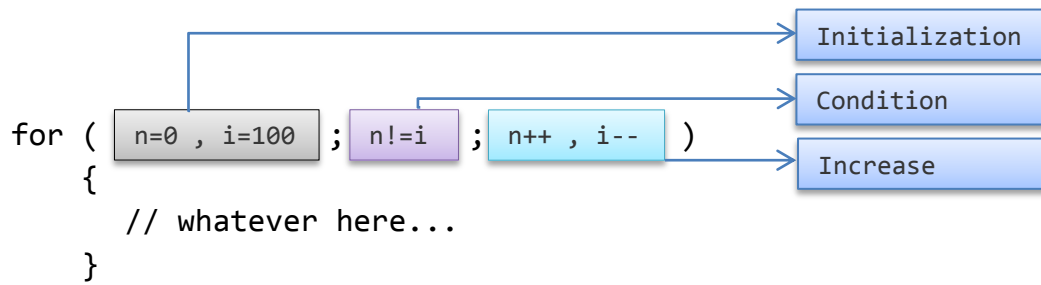 Initialization
Condition
for ( n=0 , i=100 ; n!=i ; n++ , i-- )
Increase
{
// whatever here...
}